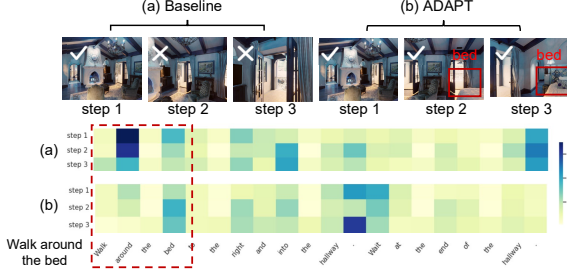 (a) Baseline
(b) ADAPT
bed
bed
step 1
step 2
step 3
step 1
step 2
step 3
(a)
step 1
step 2
step 3
(b)
step 1
step 2
step 3
Walk around
the bed
Walk
around
the
bed
the
right
and
into
the
hallway
.
Wait
at
the
end
of
the
hallway
.